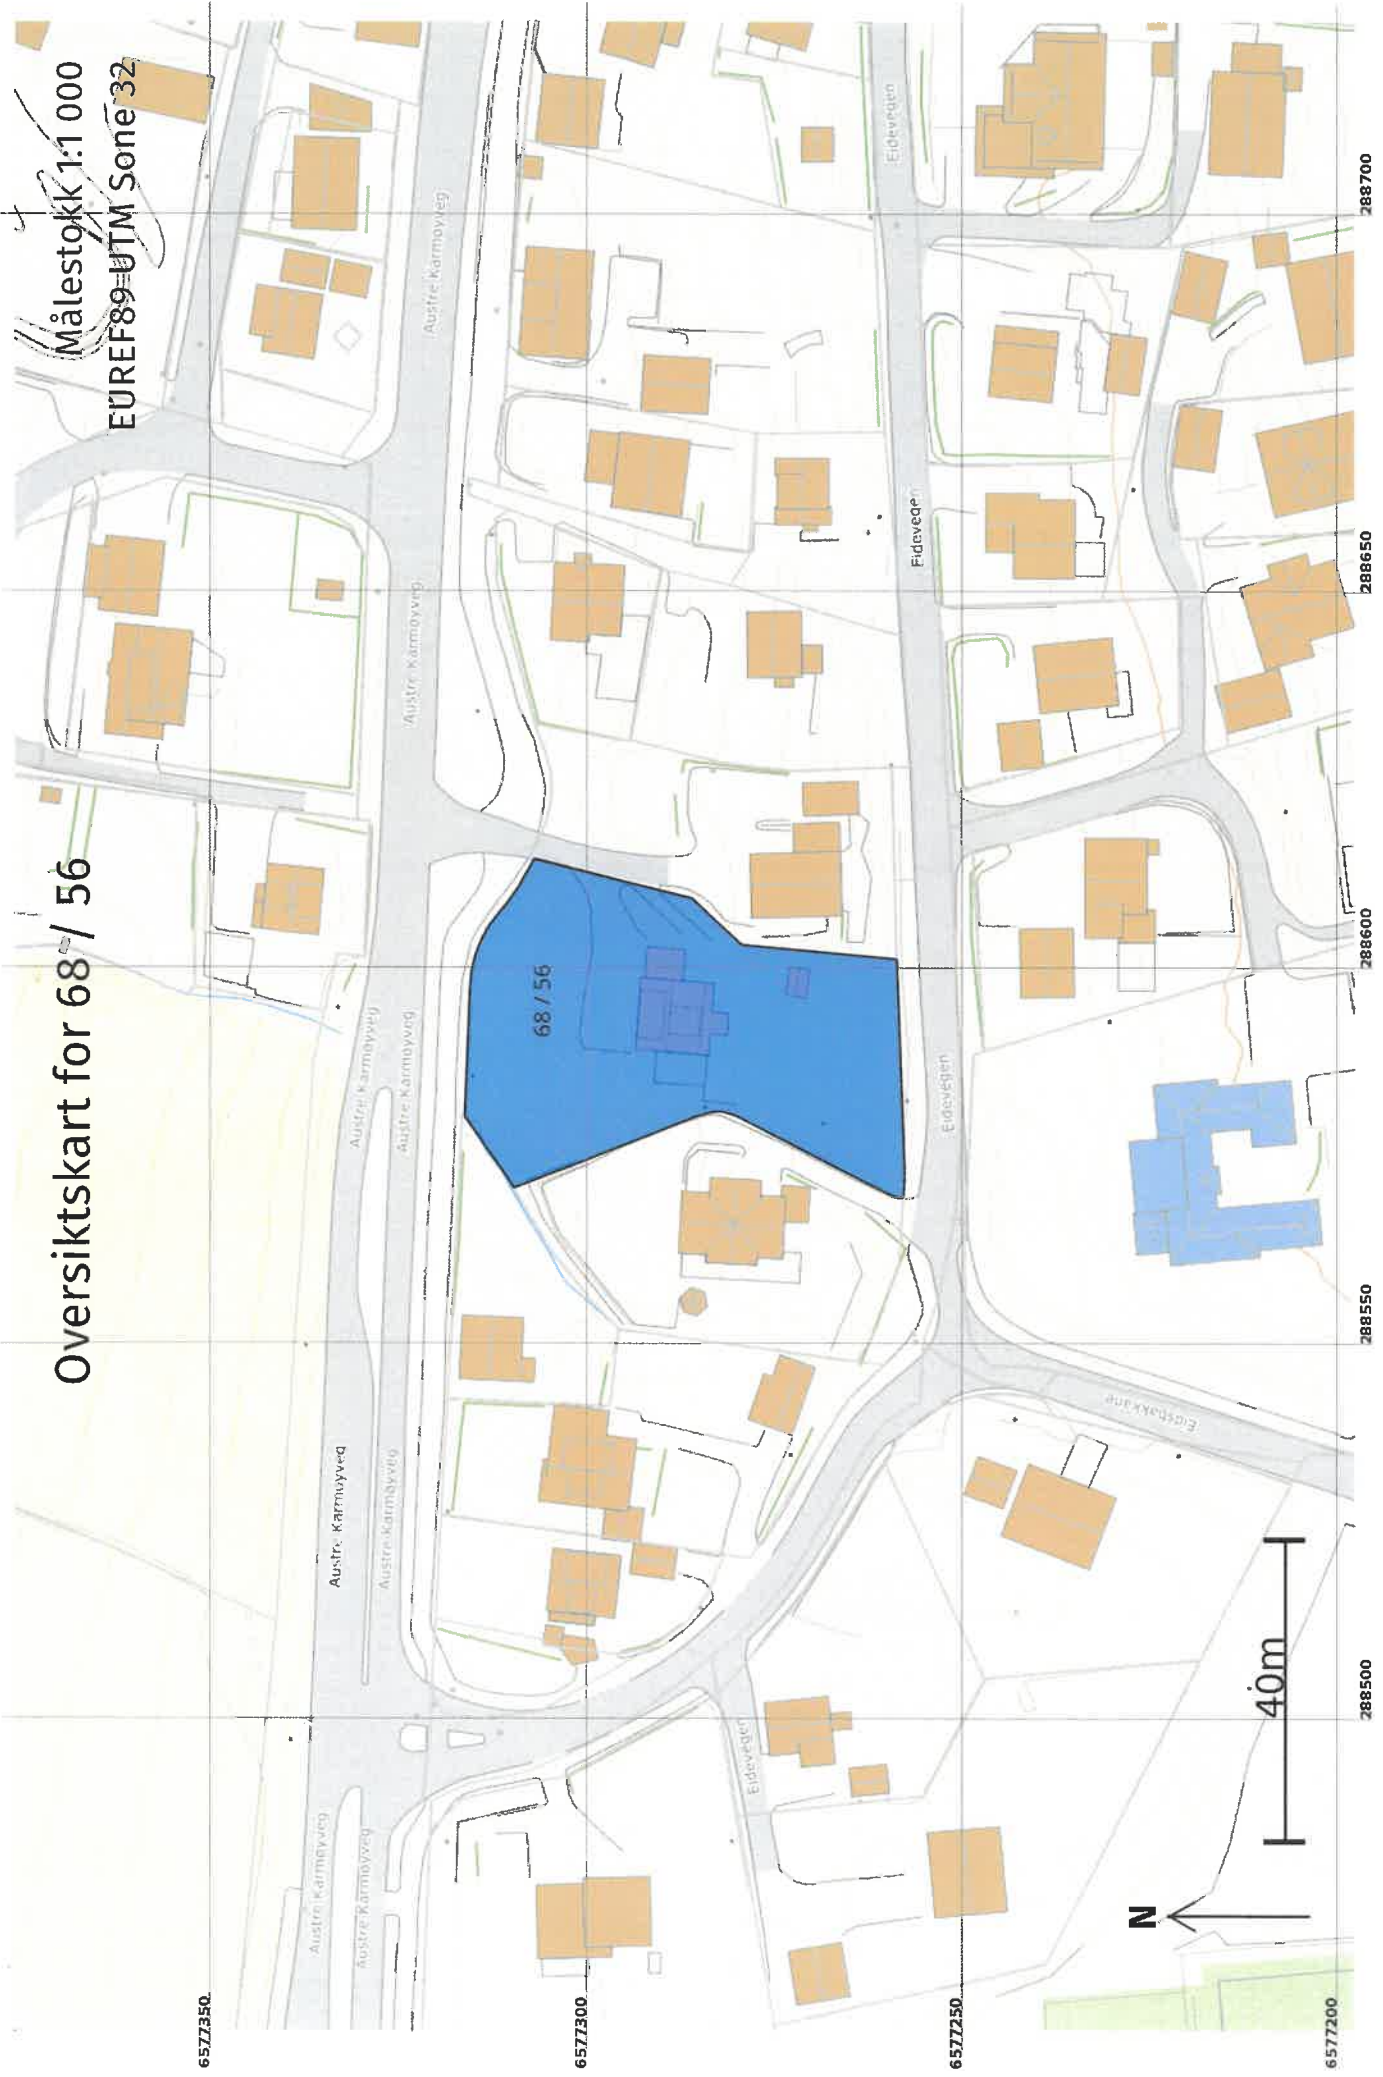 Oversiktskart for 68 / 56
Målestokk 1:1 000
EUREF89 UTM Sone 32
6577350
6577300
6577250
6577200
288500
288550
288600
288650
288700
Austre Karmøyveg
Austre Karmøyveg
Austre Karmøyveg
Austre Karmøyveg
Austre Karmøyveg
Austre Karmøyveg
Austre Karmøyveg
Austre Karmøyveg
68 / 56
Eidevegen
Eidevegen
Eidevegen
Eidevegen
Eidsbakkane
N
40m